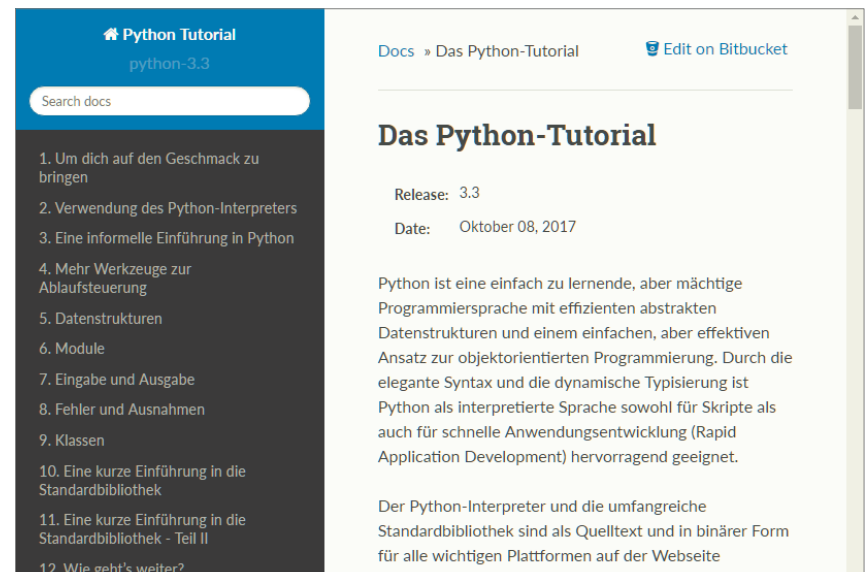 Python Tutorial
python-3.3
Search docs
1. Um dich auf den Geschmack zu
bringen
2. Verwendung des Python-Interpreters
3. Eine informelle Einführung in Python
4. Mehr Werkzeuge zur
Ablaufsteuerung
5. Datenstrukturen
6. Module
7. Eingabe und Ausgabe
8. Fehler und Ausnahmen
9. Klassen
10. Eine kurze Einführung in die
Standardbibliothek
11. Eine kurze Einführung in die
Standardbibliothek - Teil II
12. Wie geht's weiter?
Docs » Das Python-Tutorial
Edit on Bitbucket
Das Python-Tutorial
Release: 3.3
Date: Oktober 08, 2017
Python ist eine einfach zu lernende, aber mächtige
Programmiersprache mit effizienten abstrakten
Datenstrukturen und einem einfachen, aber effektiven
Ansatz zur objektorientierten Programmierung. Durch die
elegante Syntax und die dynamische Typisierung ist
Python als interpretierte Sprache sowohl für Skripte als
auch für schnelle Anwendungsentwicklung (Rapid
Application Development) hervorragend geeignet.
Der Python-Interpreter und die umfangreiche
Standardbibliothek sind als Quelltext und in binärer Form
für alle wichtigen Plattformen auf der Webseite